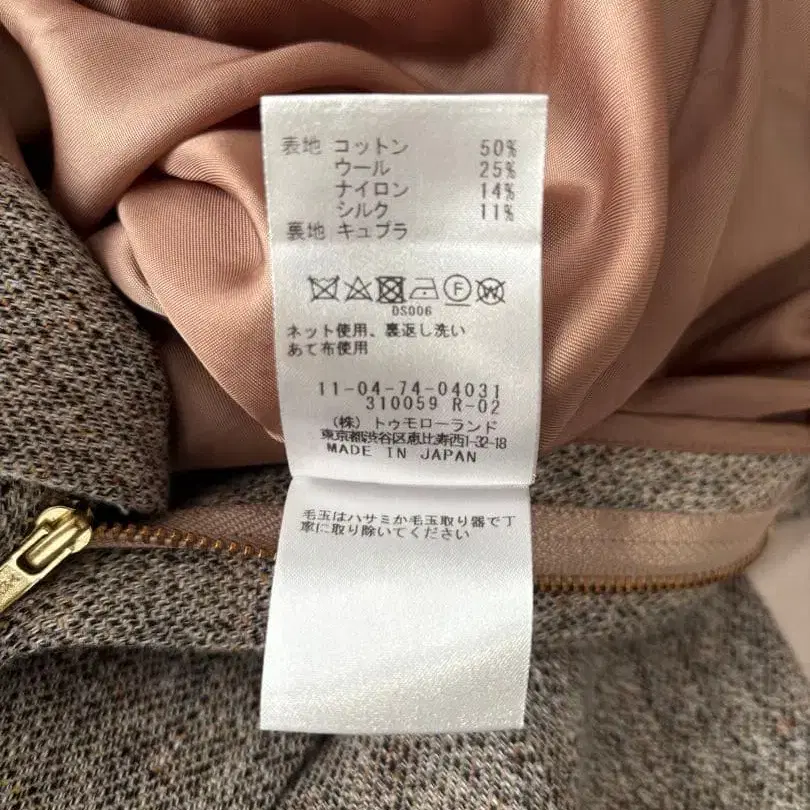 表地 コットン 50%
ウール 25%
ナイロン 14%
シルク 11%
裏地 キュプラ
F W
DS006
ネット使用、裏返し洗い
あて布使用
11-04-74-04031
310059 R-02
(株) トゥモローランド
東京都渋谷区恵比寿西1-32-18
MADE IN JAPAN
毛玉はハサミか毛玉取り器で丁
寧に取り除いてください